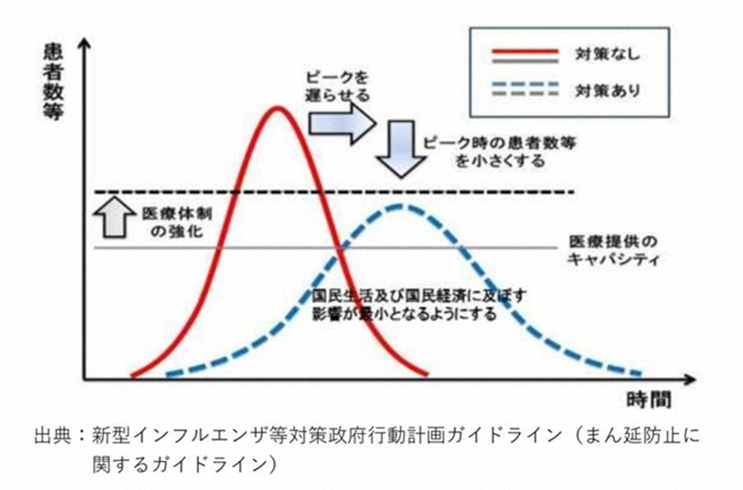 患者数等
対策なし
対策あり
ピークを
遅らせる
ピーク時の患者数等
を小さくする
医療体制
の強化
医療提供の
キャパシティ
国民生活及び国民経済に及ぼす
影響が最小となるようにする
時間
出典：新型インフルエンザ等対策政府行動計画ガイドライン（まん延防止に
関するガイドライン）